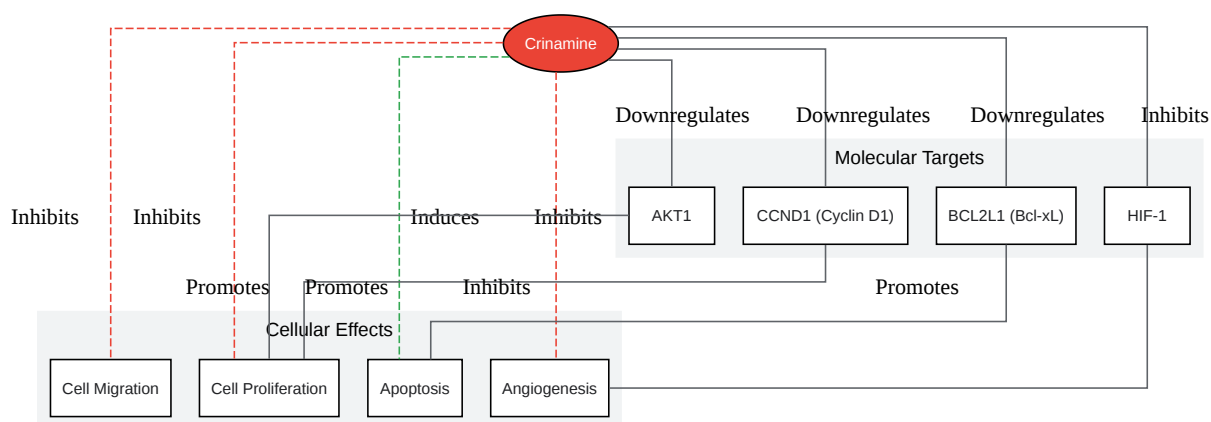 Crinamine
Downregulates
Downregulates
Downregulates
Inhibits
Molecular Targets
AKT1
CCND1 (Cyclin D1)
BCL2L1 (Bcl-xL)
HIF-1
Inhibits
Inhibits
Induces
Inhibits
Promotes
Promotes
Inhibits
Promotes
Cellular Effects
Cell Migration
Cell Proliferation
Apoptosis
Angiogenesis